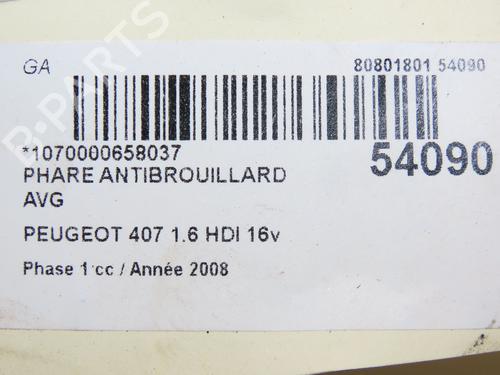 GA
80801801 54090
*1070000658037
54090
PHARE ANTIBROUILLARD
AVG
PEUGEOT 407 1.6 HDI 16v
Phase 1 cc / Année 2008
B-PARTS